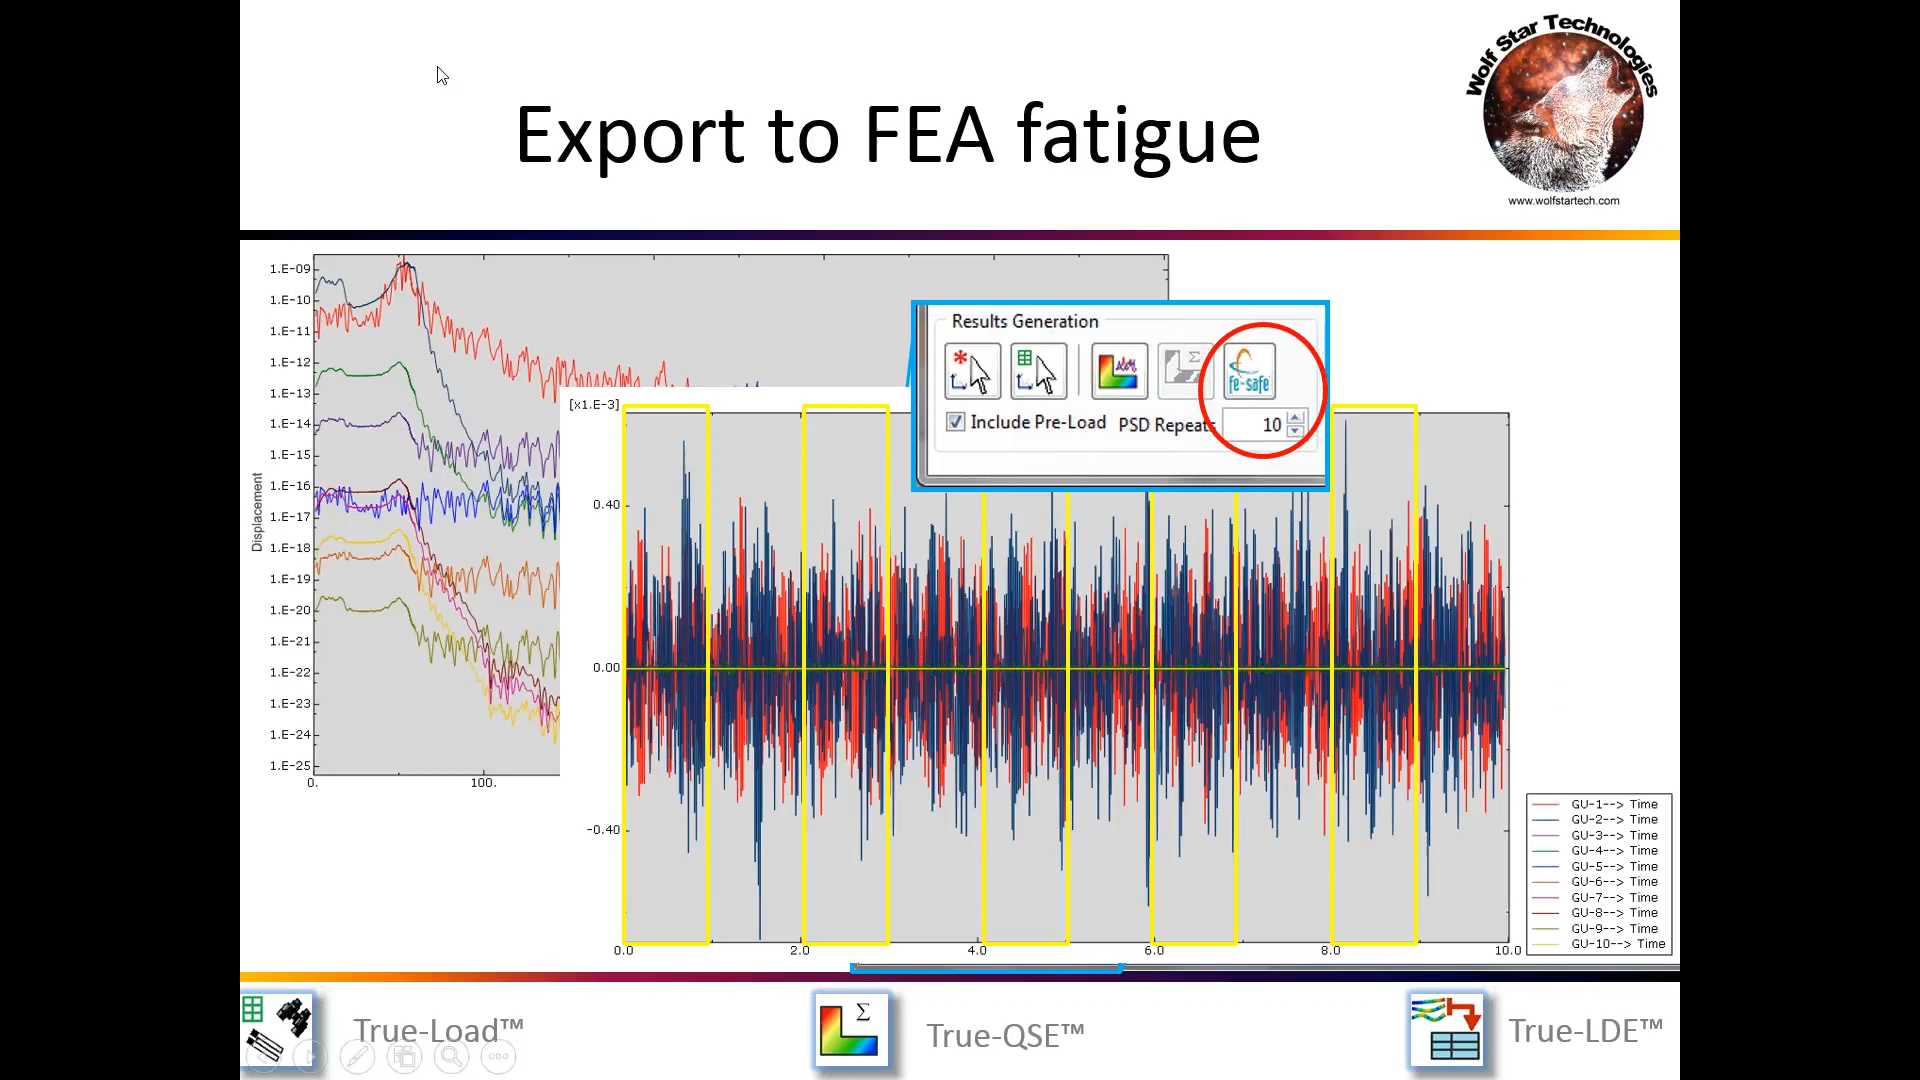 Wolf Star Technologies
www.wolfstartech.com
Export to FEA fatigue
1.E-09
1.E-10
1.E-11
1.E-12
1.E-13
1.E-14
1.E-15
1.E-16
1.E-17
1.E-18
1.E-19
1.E-20
1.E-21
1.E-22
1.E-23
1.E-24
1.E-25
Displacement
0.
100.
Results Generation
fe-safe
Include Pre-Load
PSD Repeats
10
[x1.E-3]
0.40
0.00
-0.40
0.0
2.0
4.0
6.0
8.0
10.0
GU-1--> Time
GU-2--> Time
GU-3--> Time
GU-4--> Time
GU-5--> Time
GU-6--> Time
GU-7--> Time
GU-8--> Time
GU-9--> Time
GU-10--> Time
True-Load™
Σ
True-QSE™
True-LDE™